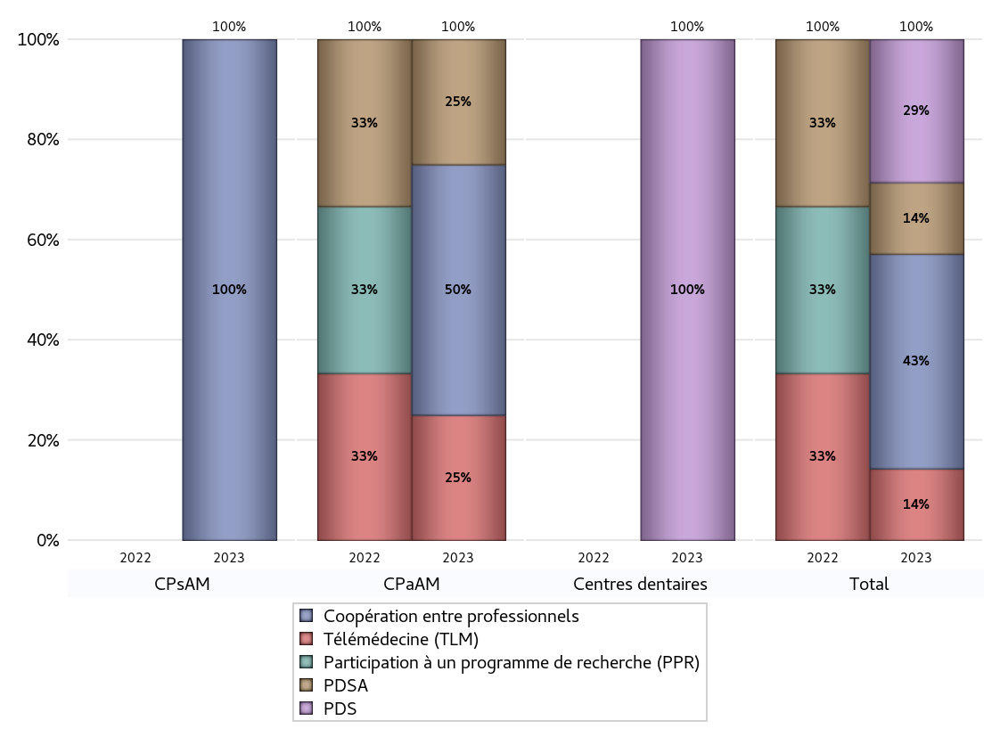 100% 100% 100% 100% 100% 100%
100%
80%
60%
40%
20%
0%
100%
33% 25%
33% 50%
33% 25%
100%
33% 29%
14%
33% 43%
33% 14%
2022 2023 2022 2023 2022 2023 2022 2023
CPsAM CPaAM Centres dentaires Total
Coopération entre professionnels
Télémédecine (TLM)
Participation à un programme de recherche (PPR)
PDSA
PDS